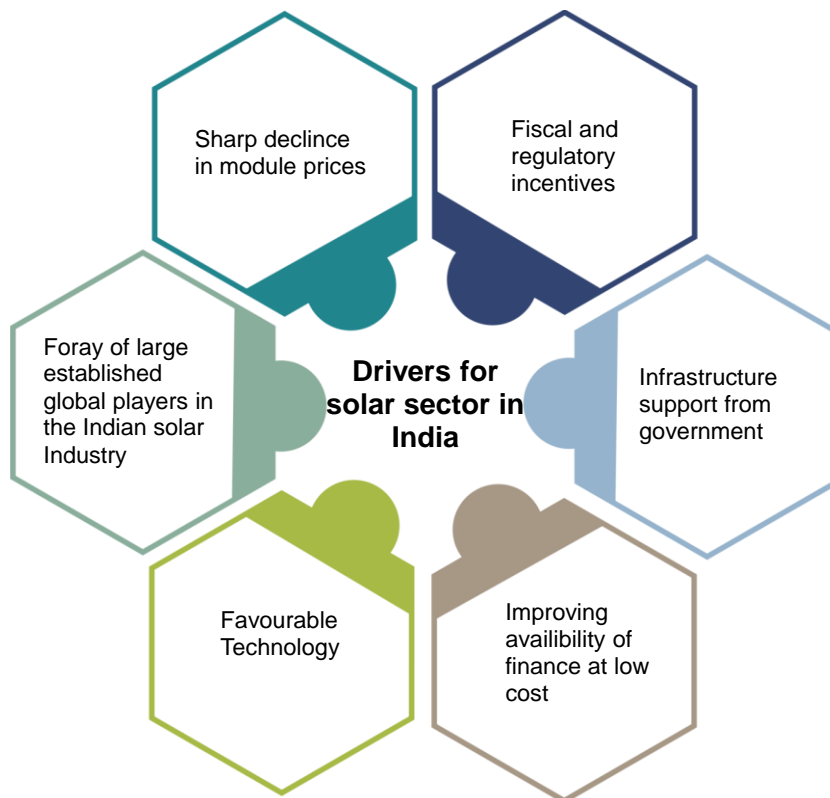 Sharp declince
in module prices
Fiscal and
regulatory
incentives
Foray of large
established
global players in
the Indian solar
Industry
Drivers for
solar sector in
India
Infrastructure
support from
government
Favourable
Technology
Improving
availibility of
finance at low
cost